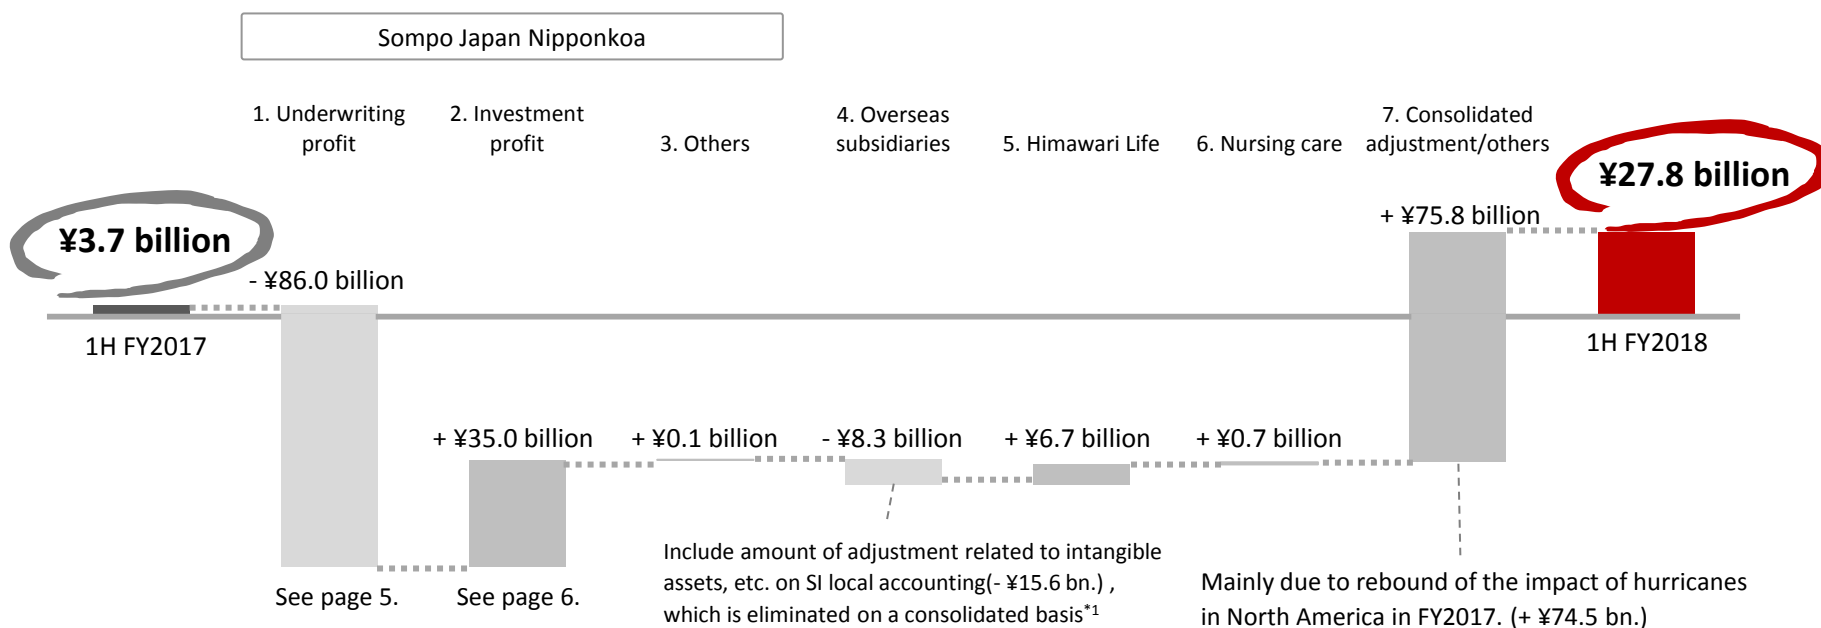 Sompo Japan Nipponkoa
1. Underwriting
profit
2. Investment
profit
3. Others
4. Overseas
subsidiaries
5. Himawari Life
6. Nursing care
7. Consolidated
adjustment/others
¥3.7 billion
- ¥86.0 billion
+ ¥35.0 billion
+ ¥0.1 billion
- ¥8.3 billion
+ ¥6.7 billion
+ ¥0.7 billion
+ ¥75.8 billion
¥27.8 billion
1H FY2017
1H FY2018
See page 5.
See page 6.
Include amount of adjustment related to intangible
assets, etc. on SI local accounting(- ¥15.6 bn.) ,
which is eliminated on a consolidated basis*1
Mainly due to rebound of the impact of hurricanes
in North America in FY2017. (+ ¥74.5 bn.)